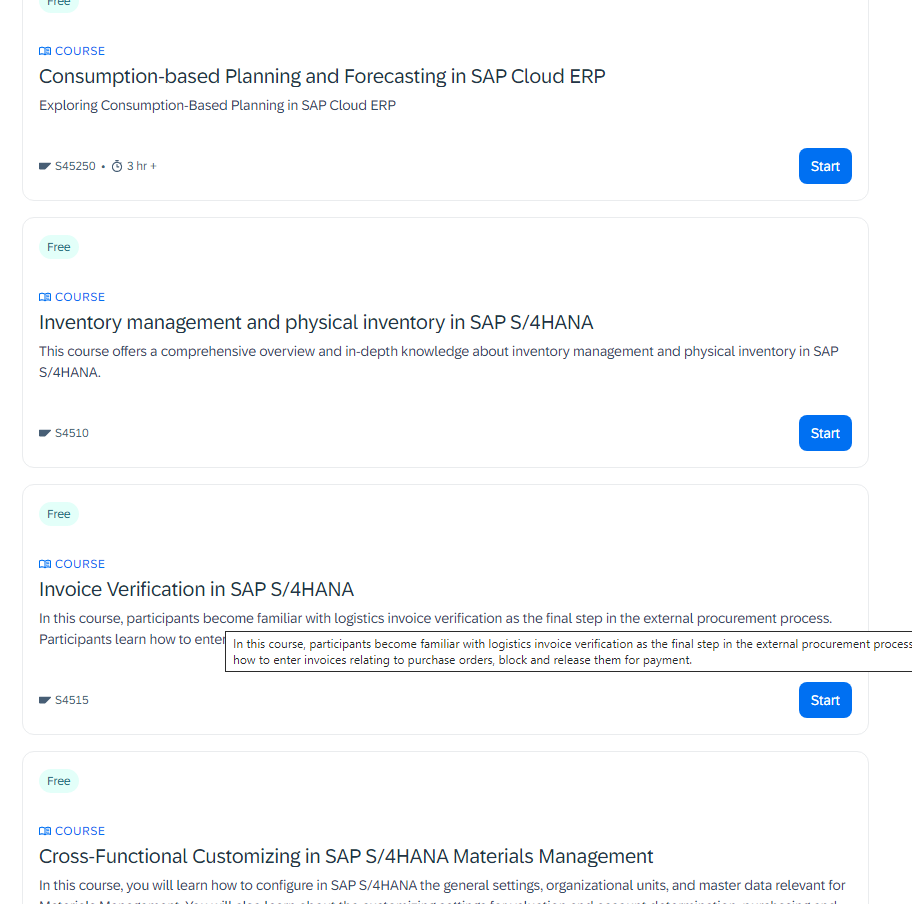 Free
COURSE
Consumption-based Planning and Forecasting in SAP Cloud ERP
Exploring Consumption-Based Planning in SAP Cloud ERP
S45250 • 3 hr +
Start
Free
COURSE
Inventory management and physical inventory in SAP S/4HANA
This course offers a comprehensive overview and in-depth knowledge about inventory management and physical inventory in SAP
S/4HANA.
S4510
Start
Free
COURSE
Invoice Verification in SAP S/4HANA
In this course, participants become familiar with logistics invoice verification as the final step in the external procurement process.
Participants learn how to enter
In this course, participants become familiar with logistics invoice verification as the final step in the external procurement process
how to enter invoices relating to purchase orders, block and release them for payment.
S4515
Start
Free
COURSE
Cross-Functional Customizing in SAP S/4HANA Materials Management
In this course, you will learn how to configure in SAP S/4HANA the general settings, organizational units, and master data relevant for